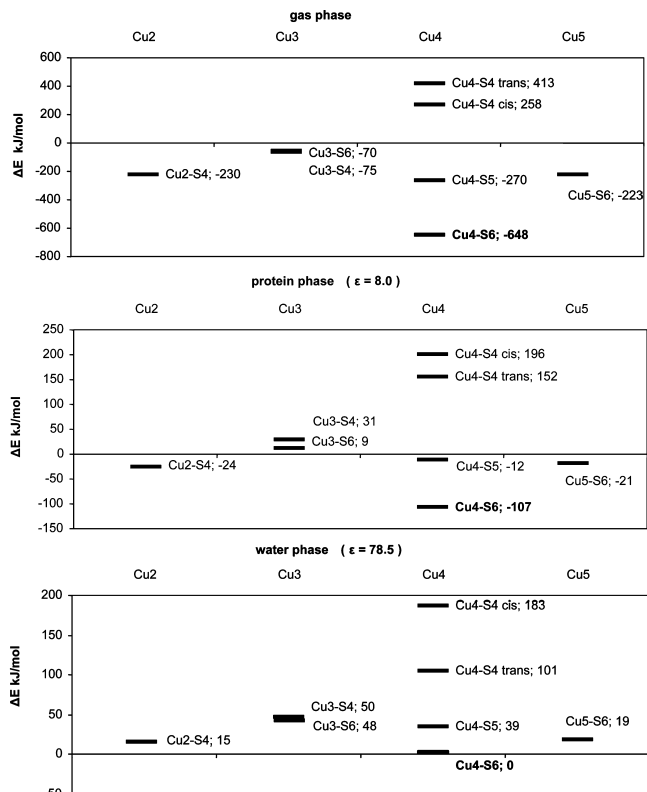 gas phase
Cu2 Cu3 Cu4 Cu5
ΔE kJ/mol
600
400
200
0
-200
-400
-600
-800
Cu4-S4 trans; 413
Cu4-S4 cis; 258
Cu3-S6; -70
Cu3-S4; -75
Cu2-S4; -230
Cu4-S5; -270
Cu5-S6; -223
Cu4-S6; -648
protein phase ( ε = 8.0 )
Cu2 Cu3 Cu4 Cu5
ΔE kJ/mol
250
200
150
100
50
0
-50
-100
-150
Cu4-S4 cis; 196
Cu4-S4 trans; 152
Cu3-S4; 31
Cu3-S6; 9
Cu2-S4; -24
Cu4-S5; -12
Cu5-S6; -21
Cu4-S6; -107
water phase ( ε = 78.5 )
Cu2 Cu3 Cu4 Cu5
ΔE kJ/mol
200
150
100
50
0
Cu4-S4 cis; 183
Cu4-S4 trans; 101
Cu3-S4; 50
Cu3-S6; 48
Cu2-S4; 15
Cu4-S5; 39
Cu5-S6; 19
Cu4-S6; 0